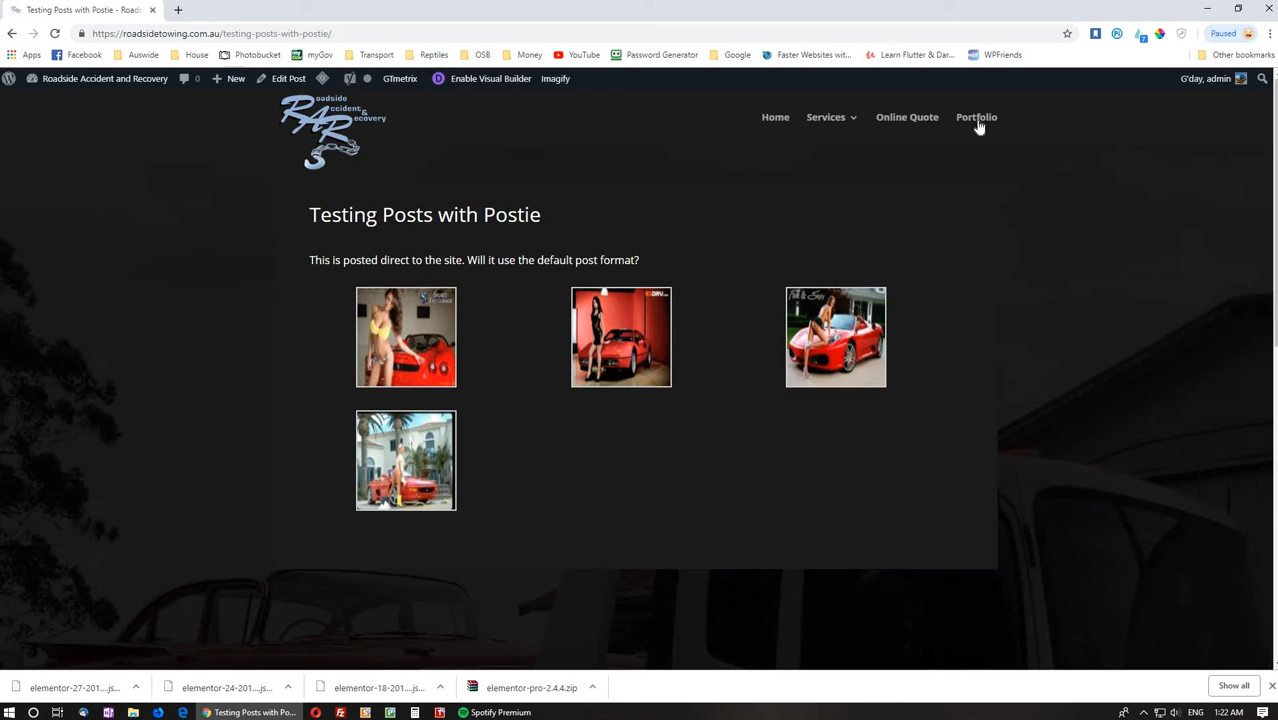 Testing Posts with Postie - Roads
https://roadsidetowing.com.au/testing-posts-with-postie/
Paused
Apps Facebook Auswide House Photobucket myGov Transport Reptiles OSB Money YouTube Password Generator Google Faster Websites wit... Learn Flutter & Dar... WPFriends Other bookmarks
Roadside Accident and Recovery 0 New Edit Post GTmetrix Enable Visual Builder Imagify G'day, admin
Roadside
Accident &
Recovery
RARS
Home Services Online Quote Portfolio
Testing Posts with Postie
This is posted direct to the site. Will it use the default post format?
elementor-27-201....js... elementor-24-201....js... elementor-18-201....js... elementor-pro-2.4.4.zip Show all
Testing Posts with Po... Spotify Premium ENG 1:22 AM